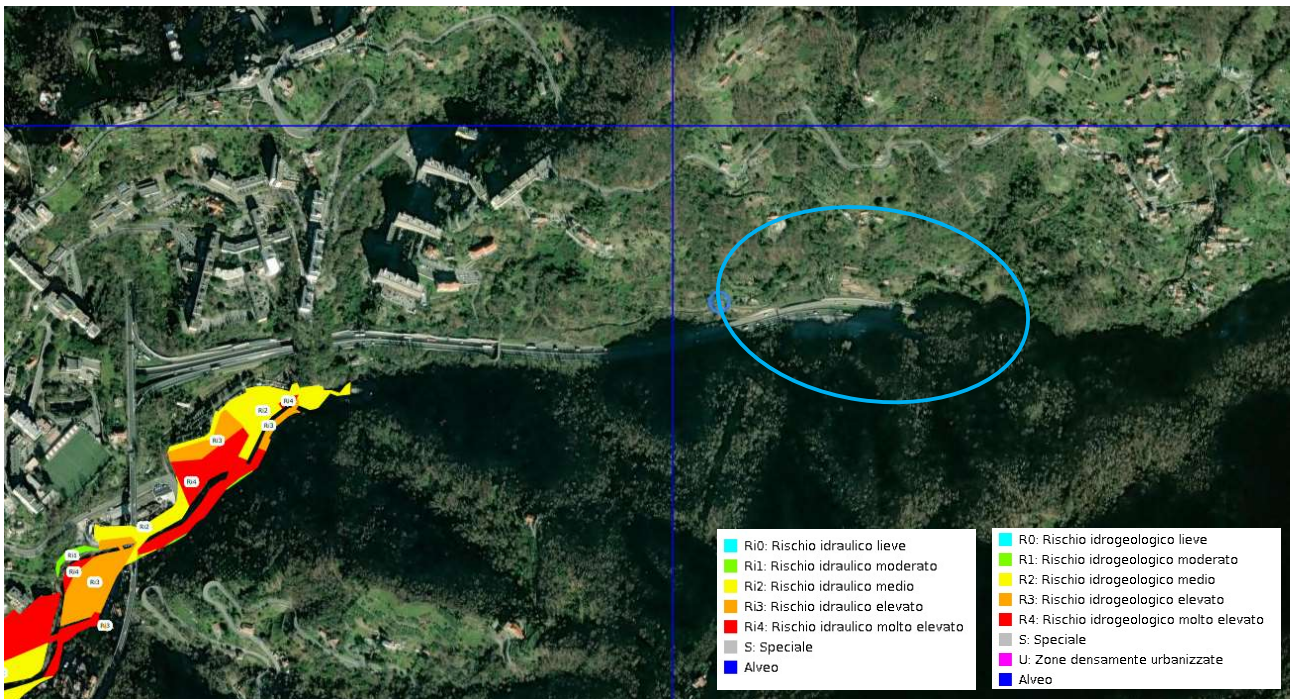 Ri4
Ri2
Ri3
Ri3
Ri4
Ri2
Ri1
Ri4
Ri3
Ri3
Ri0: Rischio idraulico lieve
Ri1: Rischio idraulico moderato
Ri2: Rischio idraulico medio
Ri3: Rischio idraulico elevato
Ri4: Rischio idraulico molto elevato
S: Speciale
Alveo
R0: Rischio idrogeologico lieve
R1: Rischio idrogeologico moderato
R2: Rischio idrogeologico medio
R3: Rischio idrogeologico elevato
R4: Rischio idrogeologico molto elevato
S: Speciale
U: Zone densamente urbanizzate
Alveo